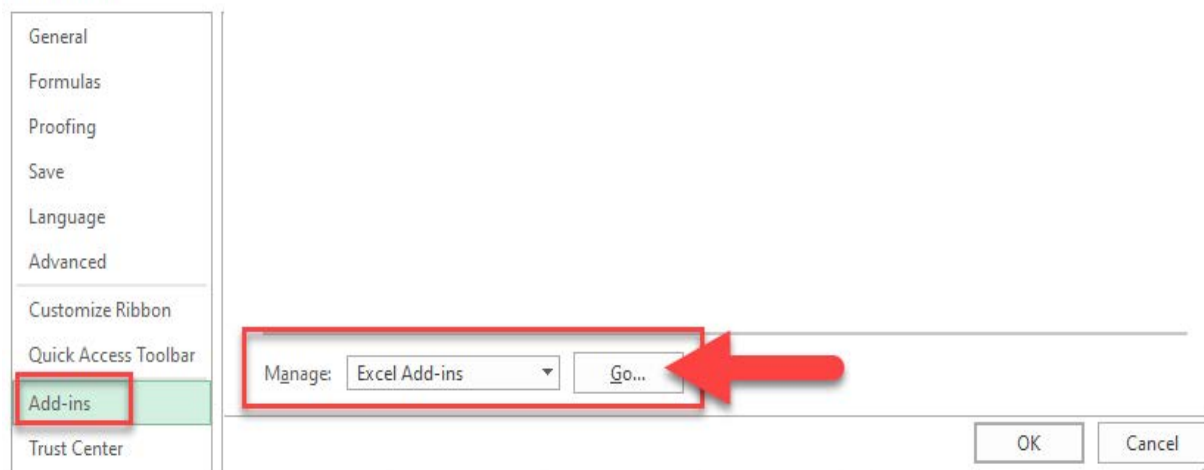 General
Formulas
Proofing
Save
Language
Advanced
Customize Ribbon
Quick Access Toolbar
Add-ins
Trust Center
Manage: Excel Add-ins Go...
OK Cancel